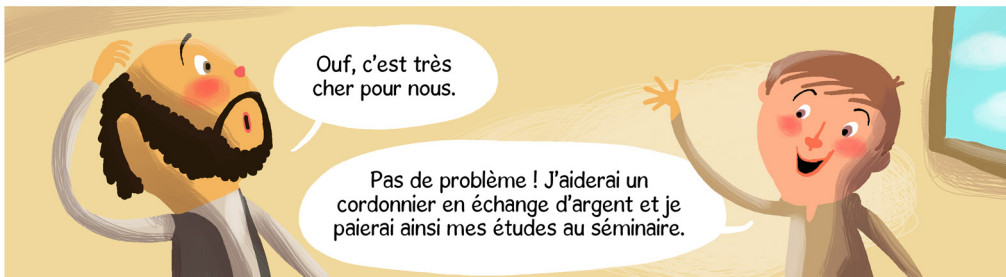 Ouf, c’est très
cher pour nous.
Pas de problème ! J’aiderai un
cordonnier en échange d’argent et je
paierai ainsi mes études au séminaire.